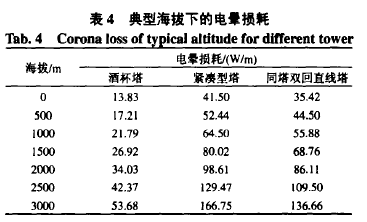 表 4 典型海拔下的电晕损耗
Tab. 4 Corona loss of typical altitude for different tower
海拔/m 电晕损耗/(W/m)
酒杯塔 紧凑型塔 同塔双回直线塔
0 13.83 41.50 35.42
500 17.21 52.44 44.50
1000 21.79 64.50 55.88
1500 26.92 80.02 68.76
2000 34.03 98.61 86.11
2500 42.37 129.47 109.50
3000 53.68 166.75 136.66